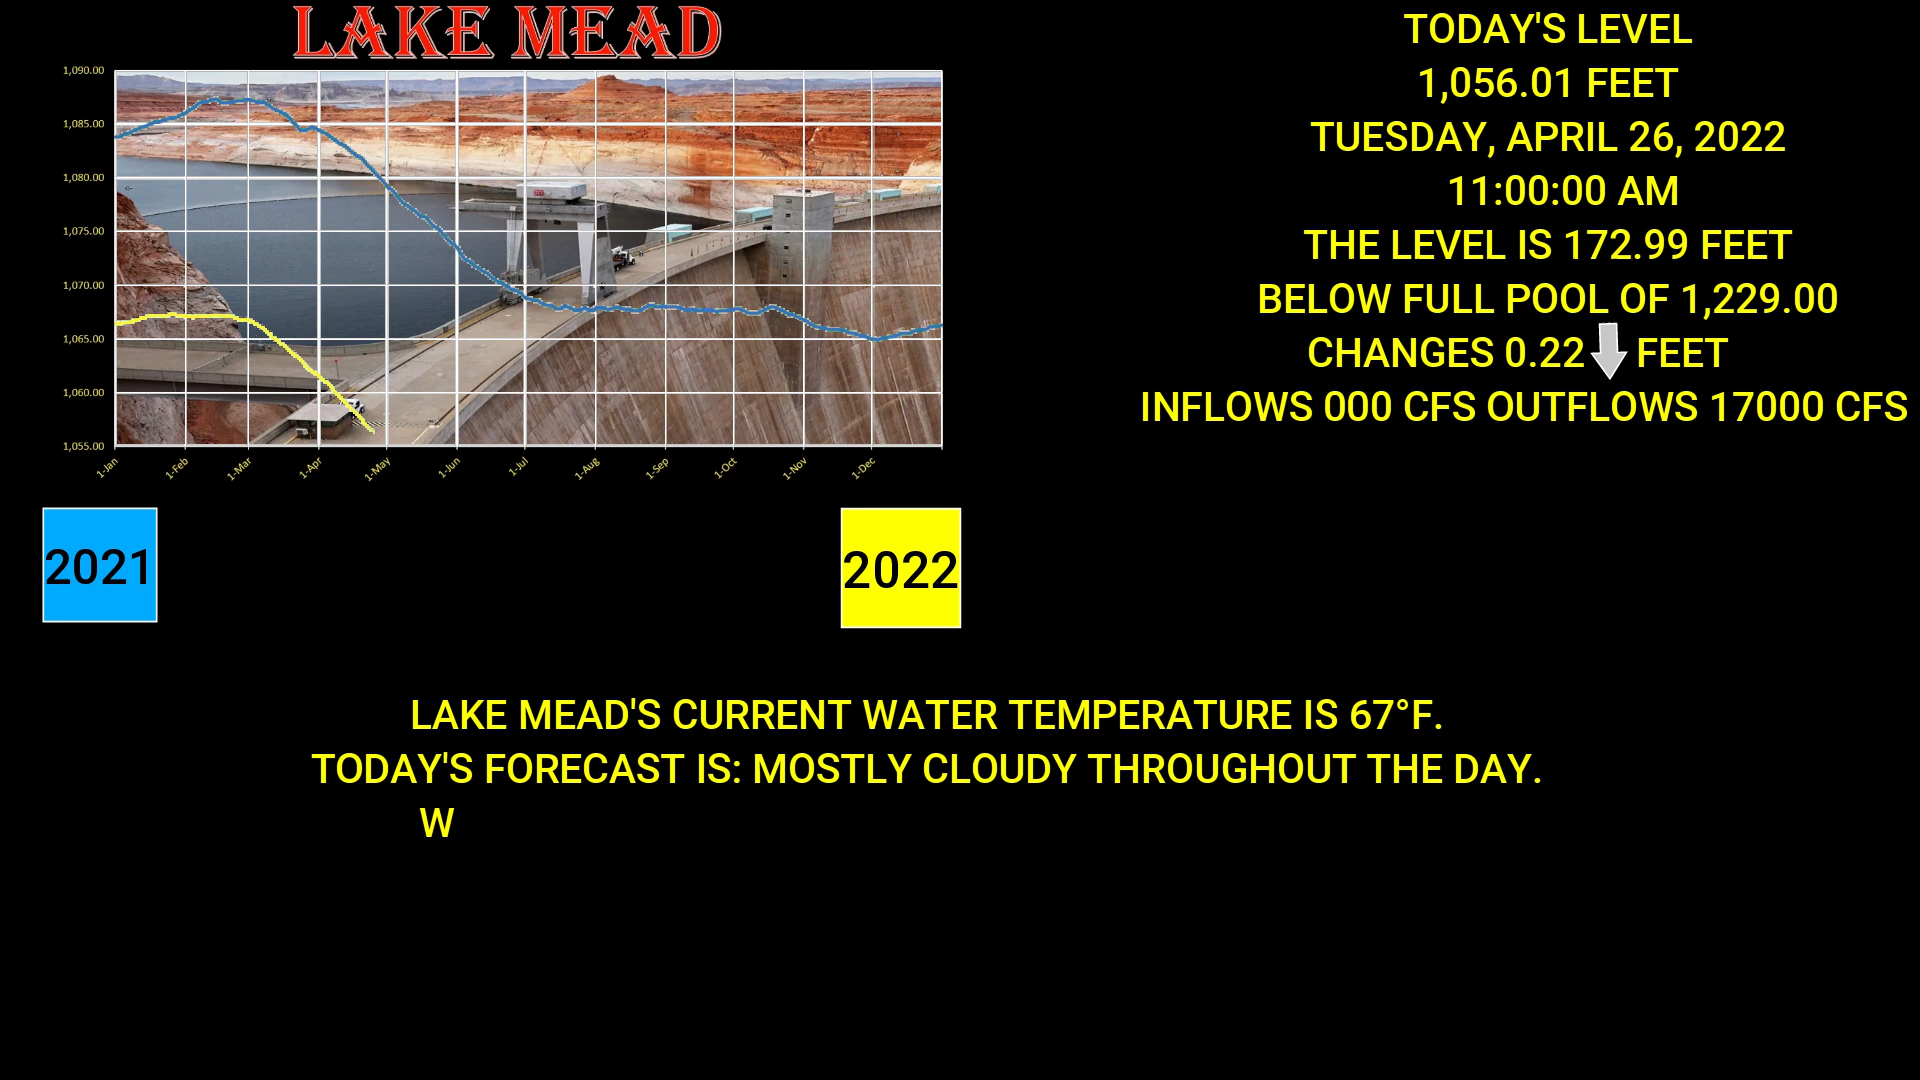 LAKE MEAD
1,090.00
1,085.00
1,080.00
1,075.00
1,070.00
1,065.00
1,060.00
1,055.00
1-Jan 1-Feb 1-Mar 1-Apr 1-May 1-Jun 1-Jul 1-Aug 1-Sep 1-Oct 1-Nov 1-Dec
TODAY'S LEVEL
1,056.01 FEET
TUESDAY, APRIL 26, 2022
11:00:00 AM
THE LEVEL IS 172.99 FEET
BELOW FULL POOL OF 1,229.00
CHANGES 0.22 FEET
INFLOWS 000 CFS OUTFLOWS 17000 CFS
2021
2022
LAKE MEAD'S CURRENT WATER TEMPERATURE IS 67°F.
TODAY'S FORECAST IS: MOSTLY CLOUDY THROUGHOUT THE DAY.
W